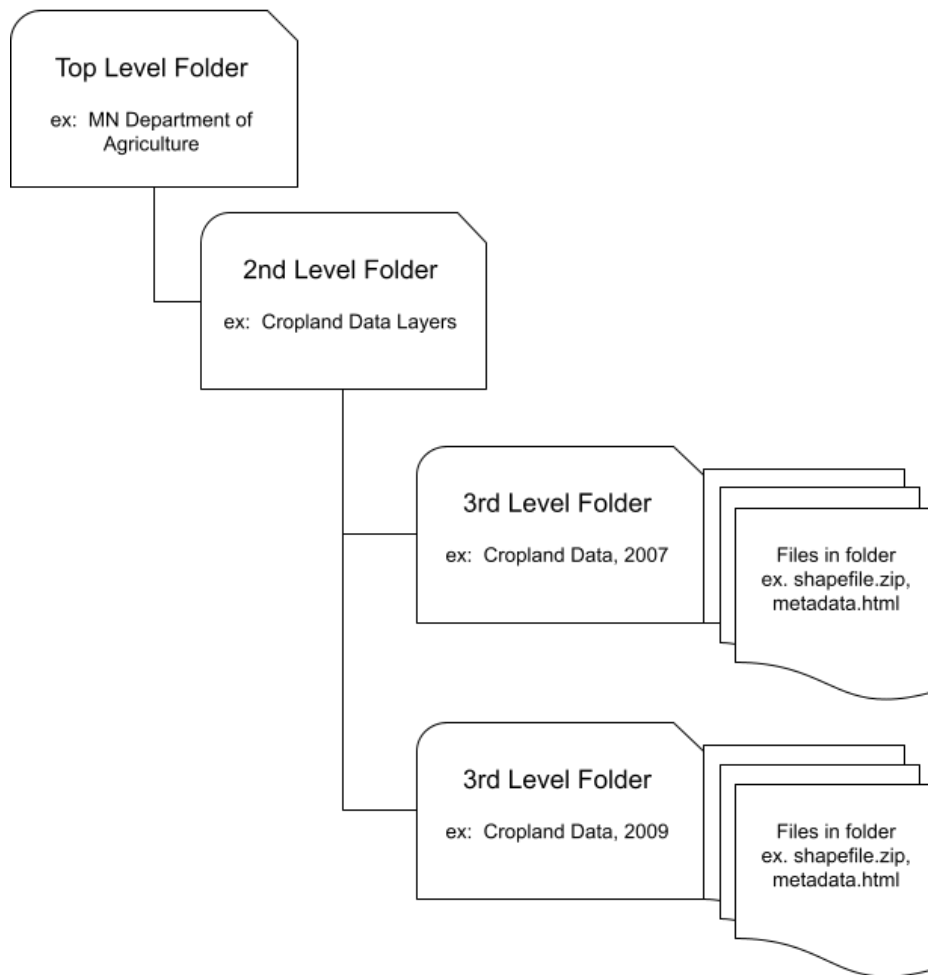 Top Level Folder
ex:  MN Department of
Agriculture
2nd Level Folder
ex:  Cropland Data Layers
3rd Level Folder
ex:  Cropland Data, 2007
Files in folder
ex. shapefile.zip,
metadata.html
3rd Level Folder
ex:  Cropland Data, 2009
Files in folder
ex. shapefile.zip,
metadata.html